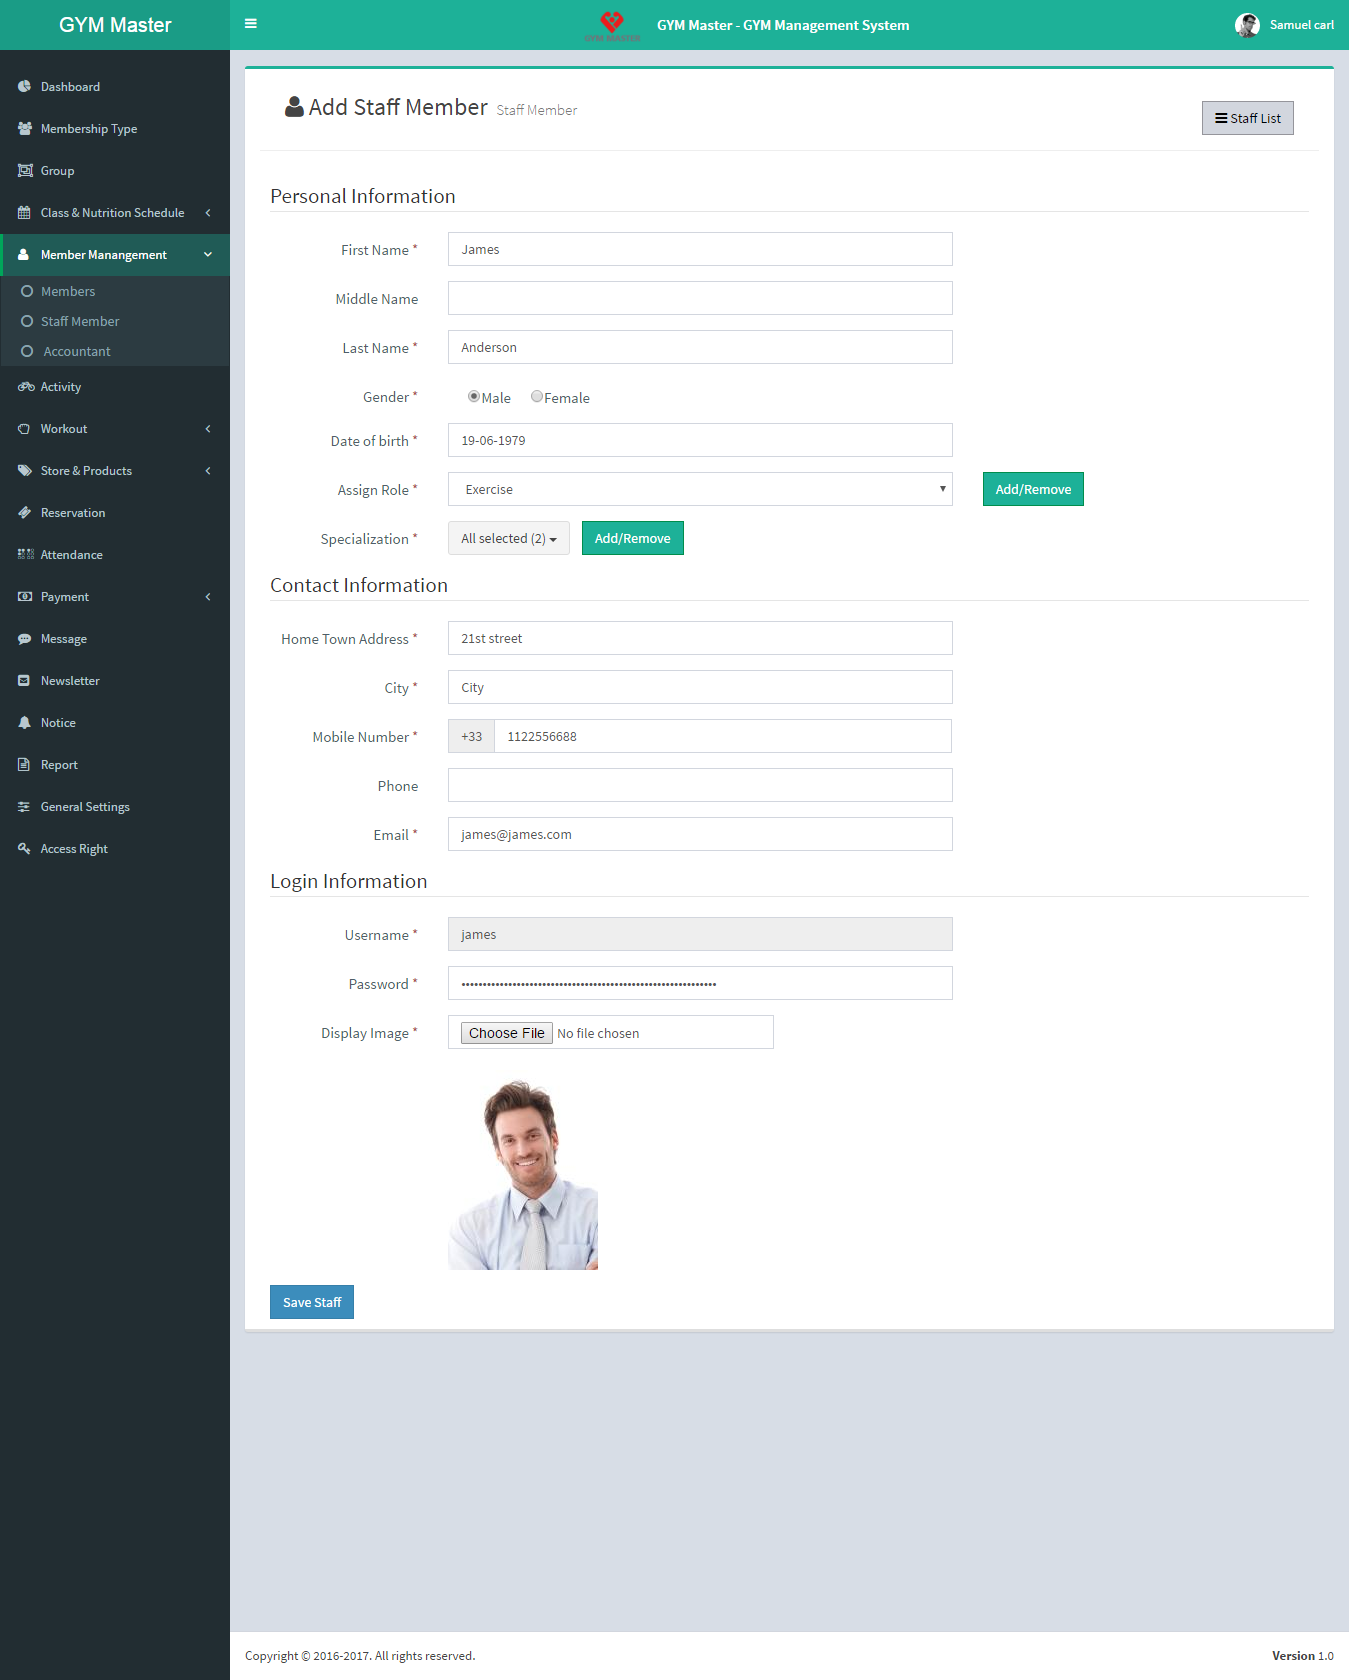 GYM Master
GYM MASTER
GYM Master - GYM Management System
Samuel carl
Dashboard
Membership Type
Group
Class & Nutrition Schedule
Member Manangement
Members
Staff Member
Accountant
Activity
Workout
Store & Products
Reservation
Attendance
Payment
Message
Newsletter
Notice
Report
General Settings
Access Right
Add Staff Member Staff Member
Staff List
Personal Information
First Name * James
Middle Name
Last Name * Anderson
Gender * Male Female
Date of birth * 19-06-1979
Assign Role * Exercise Add/Remove
Specialization * All selected (2) Add/Remove
Contact Information
Home Town Address * 21st street
City * City
Mobile Number * +33 1122556688
Phone
Email * james@james.com
Login Information
Username * james
Password *
Display Image * Choose File No file chosen
Save Staff
Copyright © 2016-2017. All rights reserved.
Version 1.0